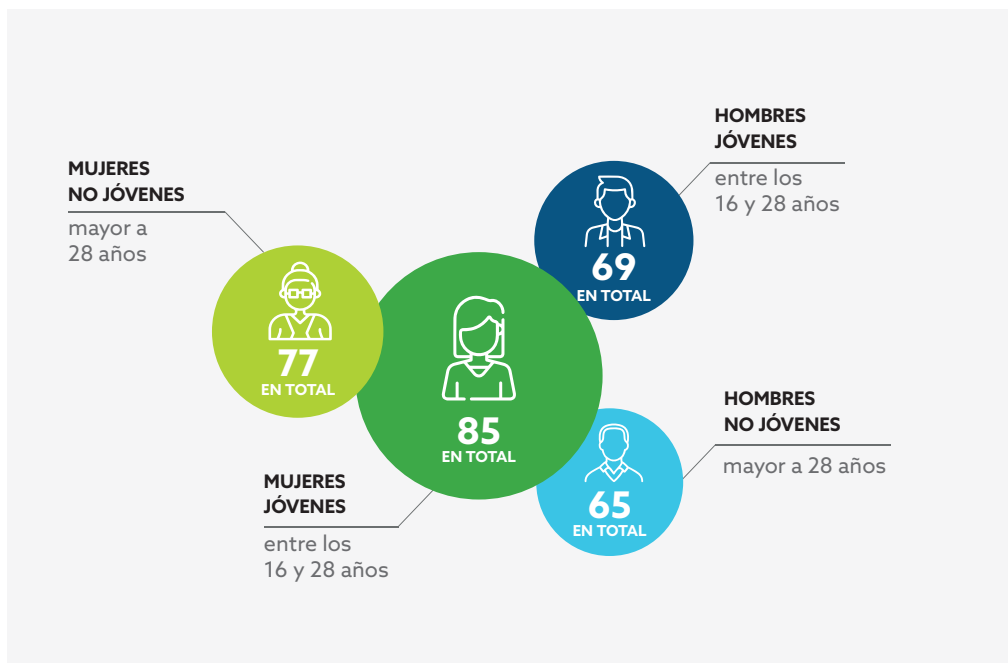 MUJERES
NO JÓVENES
mayor a
28 años
77
EN TOTAL
HOMBRES
JÓVENES
entre los
16 y 28 años
69
EN TOTAL
85
EN TOTAL
MUJERES
JÓVENES
entre los
16 y 28 años
HOMBRES
NO JÓVENES
mayor a 28 años
65
EN TOTAL